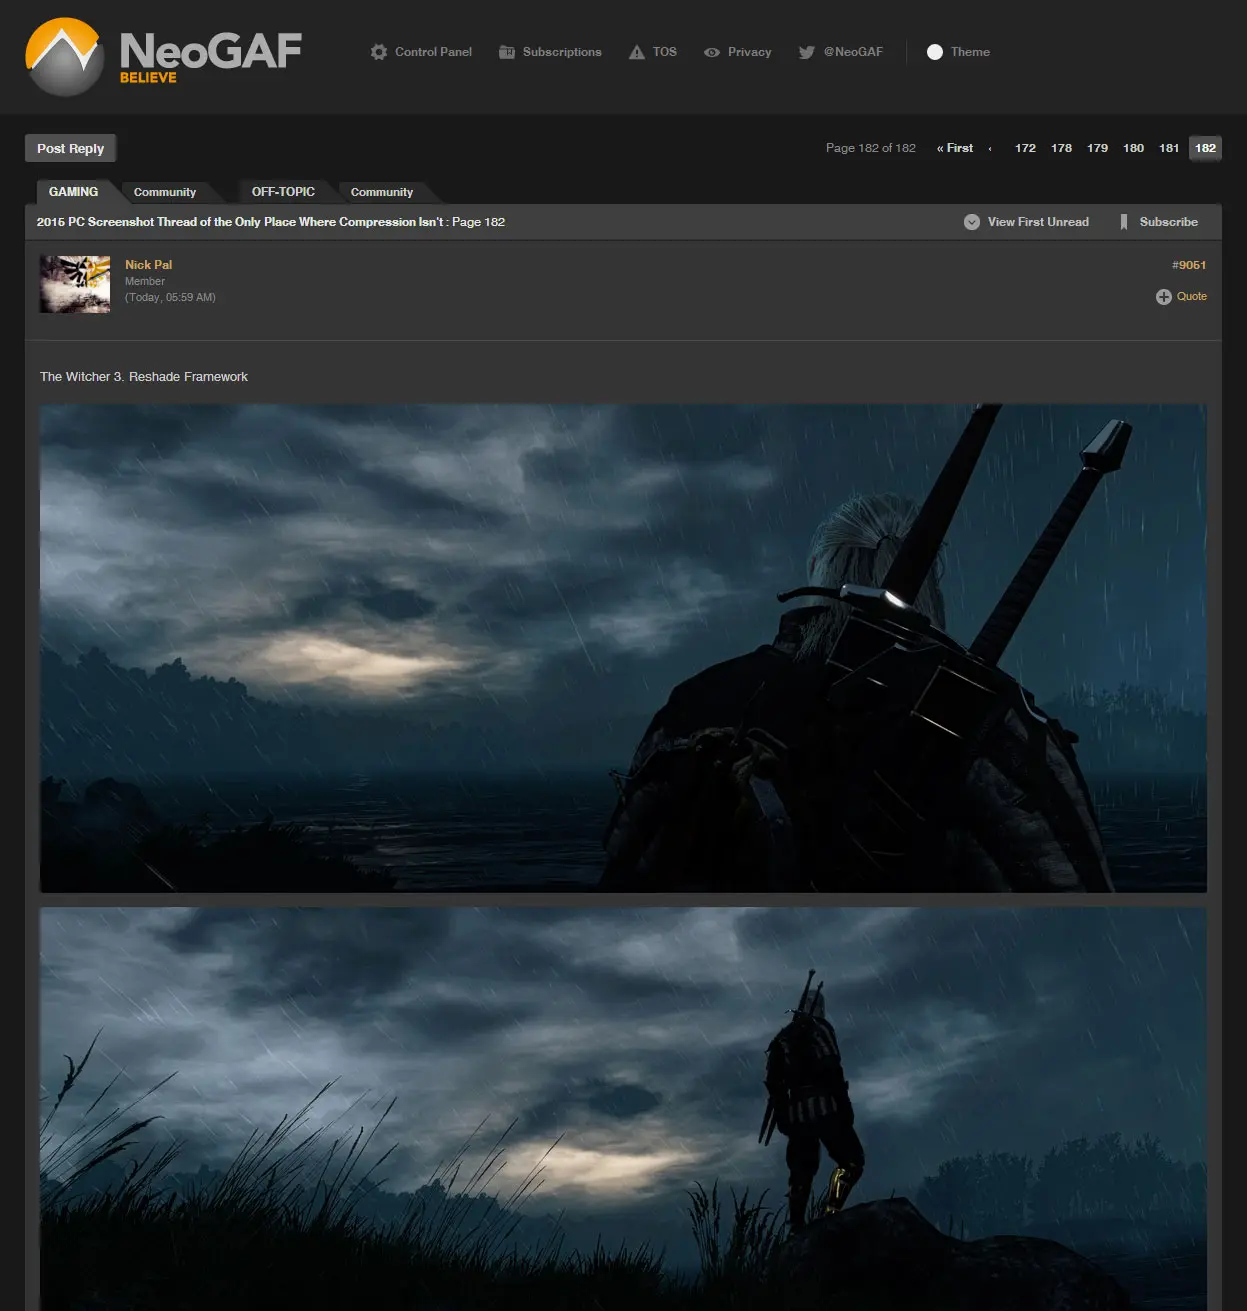 NeoGAF
BELIEVE
Control Panel
Subscriptions
TOS
Privacy
@NeoGAF
Theme
Post Reply
Page 182 of 182 « First ‹ 172 178 179 180 181 182
GAMING Community OFF-TOPIC Community
2015 PC Screenshot Thread of the Only Place Where Compression Isn't : Page 182
View First Unread
Subscribe
Nick Pal
#9051
Member
(Today, 05:59 AM)
Quote
The Witcher 3. Reshade Framework